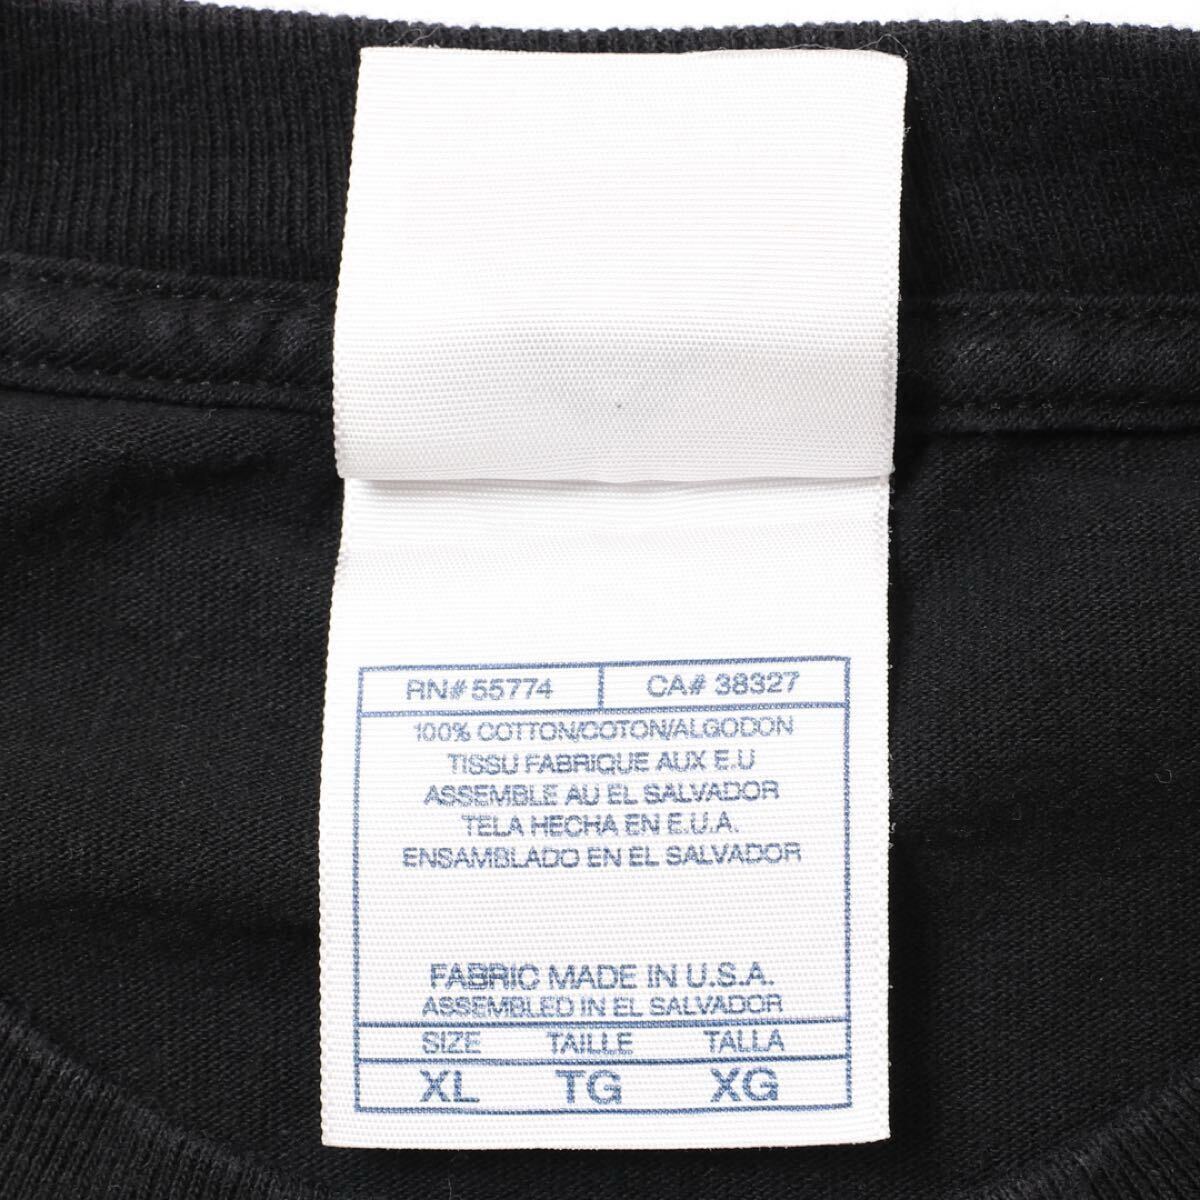 RN# 55774 CA# 38327
100% COTTON/COTON/ALGODON
TISSU FABRIQUE AUX E.U
ASSEMBLE AU EL SALVADOR
TELA HECHA EN E.U.A.
ENSAMBLADO EN EL SALVADOR
FABRIC MADE IN U.S.A.
ASSEMBLED IN EL SALVADOR
SIZE TAILLE TALLA
XL TG XG